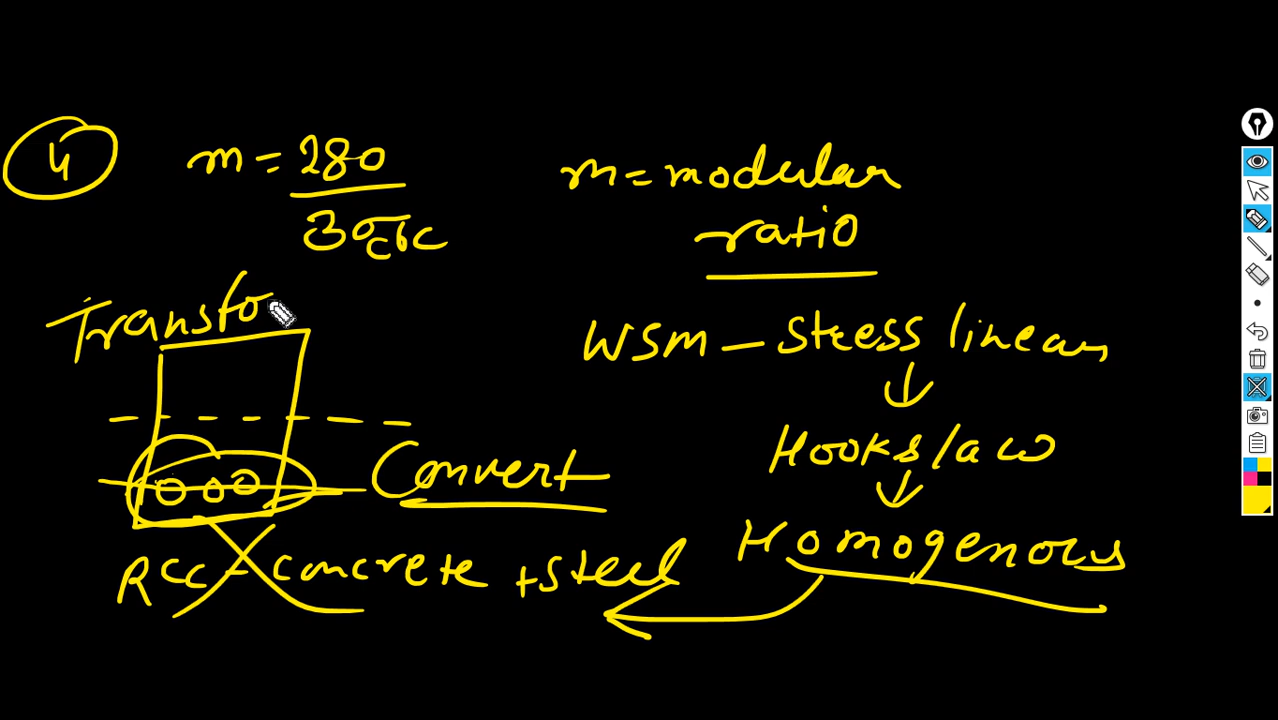 4
m = 280 / 3σcbc
m = modular
ratio
Transfo
WSM - stress linear
Hooks law
Convert
Homogenous
RCC - concrete + steel